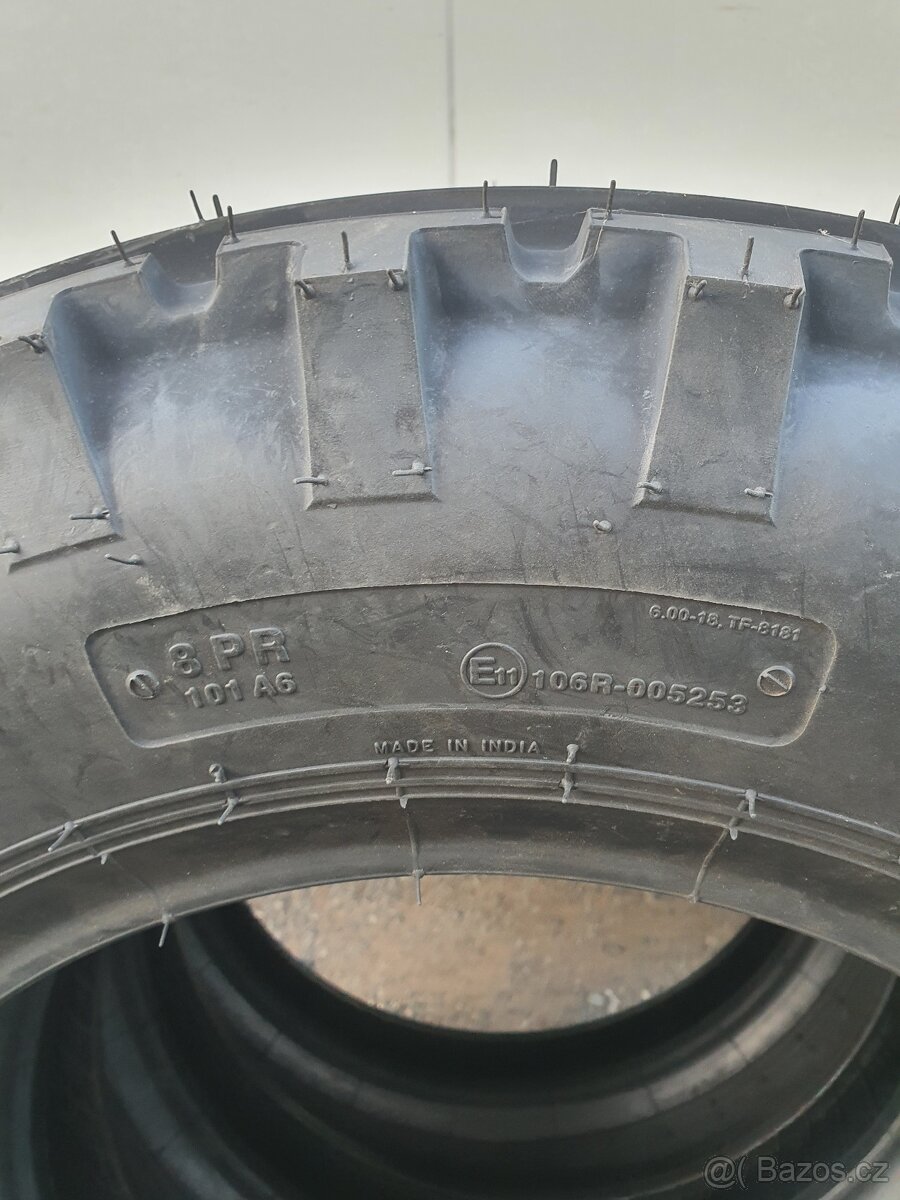 6.00-18, TF-8181
8 PR
101 A6
E11 106R-005253
MADE IN INDIA
@( Bazos.cz